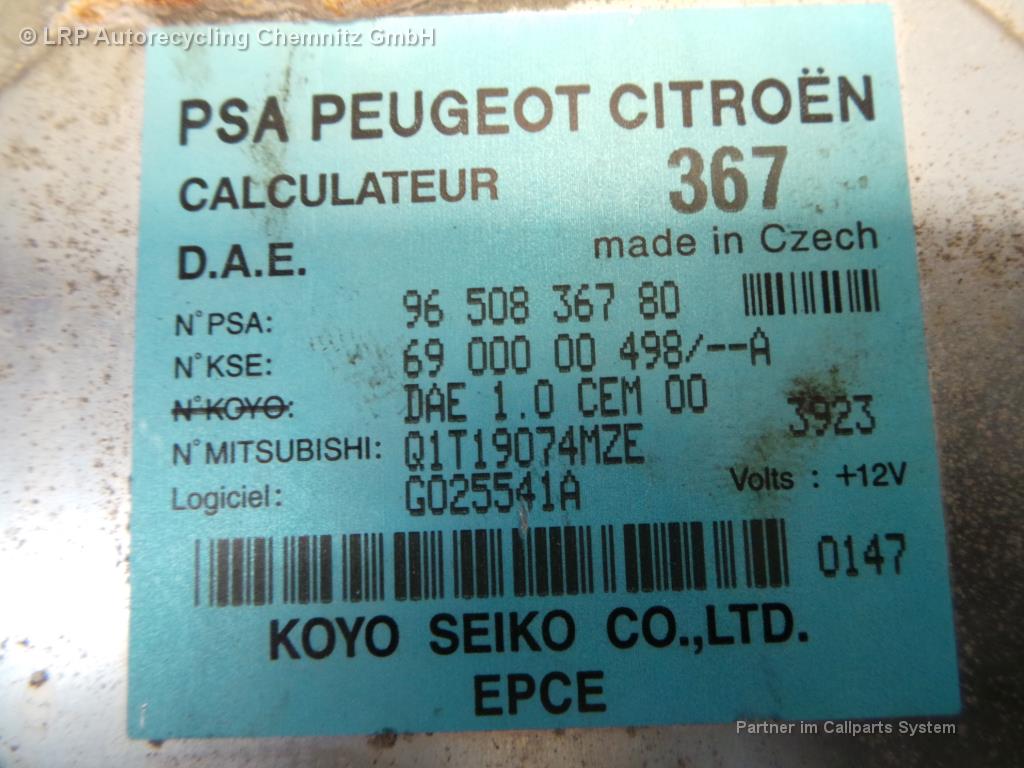 © LRP Autorecycling Chemnitz GmbH
PSA PEUGEOT CITROËN
CALCULATEUR 367
D.A.E. made in Czech
N°PSA: 96 508 367 80
N°KSE: 69 000 00 498/--A
N°KOYO: DAE 1.0 CEM 00 3923
N°MITSUBISHI: Q1T19074MZE
Logiciel: G025541A Volts : +12V
0147
KOYO SEIKO CO.,LTD.
EPCE
Partner im Callparts System